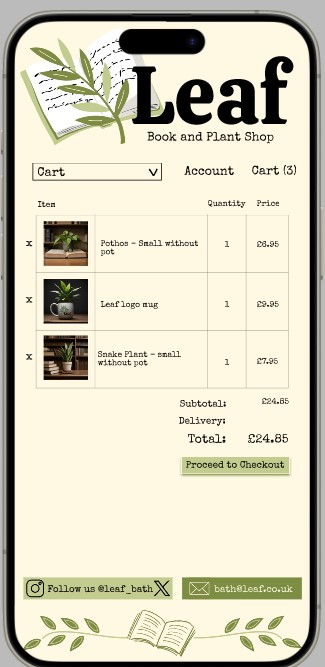 Leaf
Book and Plant Shop
Cart
Account
Cart (3)
Item
Quantity
Price
x
Pothos - Small without
pot
1
£6.95
x
Leaf logo mug
1
£9.95
x
Snake Plant - small
without pot
1
£7.95
Subtotal: £24.85
Delivery:
Total: £24.85
Proceed to Checkout
Follow us @leaf_bath
bath@leaf.co.uk